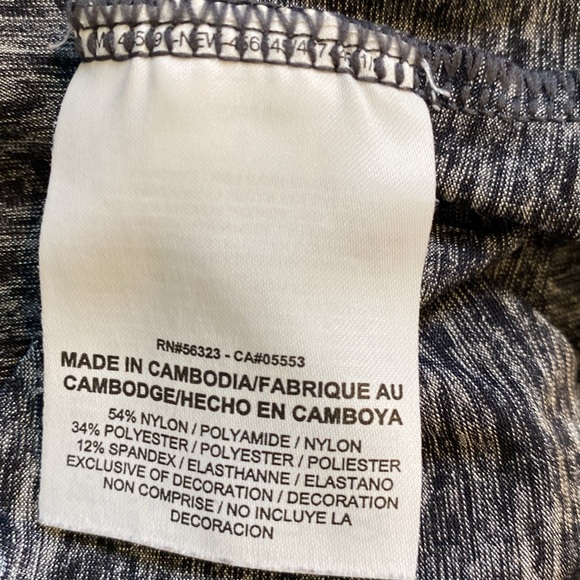 RN#56323 - CA#05553
MADE IN CAMBODIA/FABRIQUE AU
CAMBODGE/HECHO EN CAMBOYA
54% NYLON / POLYAMIDE / NYLON
34% POLYESTER / POLYESTER / POLIESTER
12% SPANDEX / ELASTHANNE / ELASTANO
EXCLUSIVE OF DECORATION / DECORATION
NON COMPRISE / NO INCLUYE LA
DECORACION